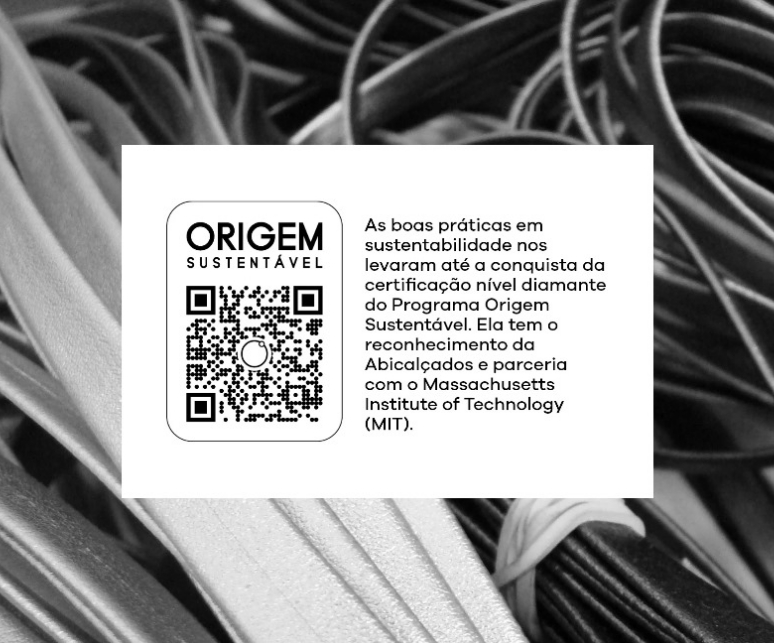 ORIGEM
SUSTENTÁVEL
As boas práticas em
sustentabilidade nos
levaram até a conquista da
certificação nível diamante
do Programa Origem
Sustentável. Ela tem o
reconhecimento da
Abicalçados e parceria
com o Massachusetts
Institute of Technology
(MIT).